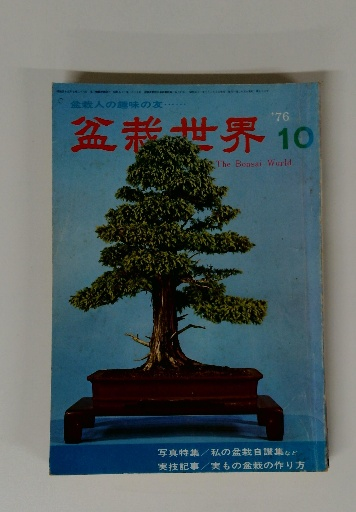 盆栽人の趣味の友……
盆栽世界
'76
10
The Bonsai World
写真特集／私の盆栽自讃集など
実技記事／実もの盆栽の作り方